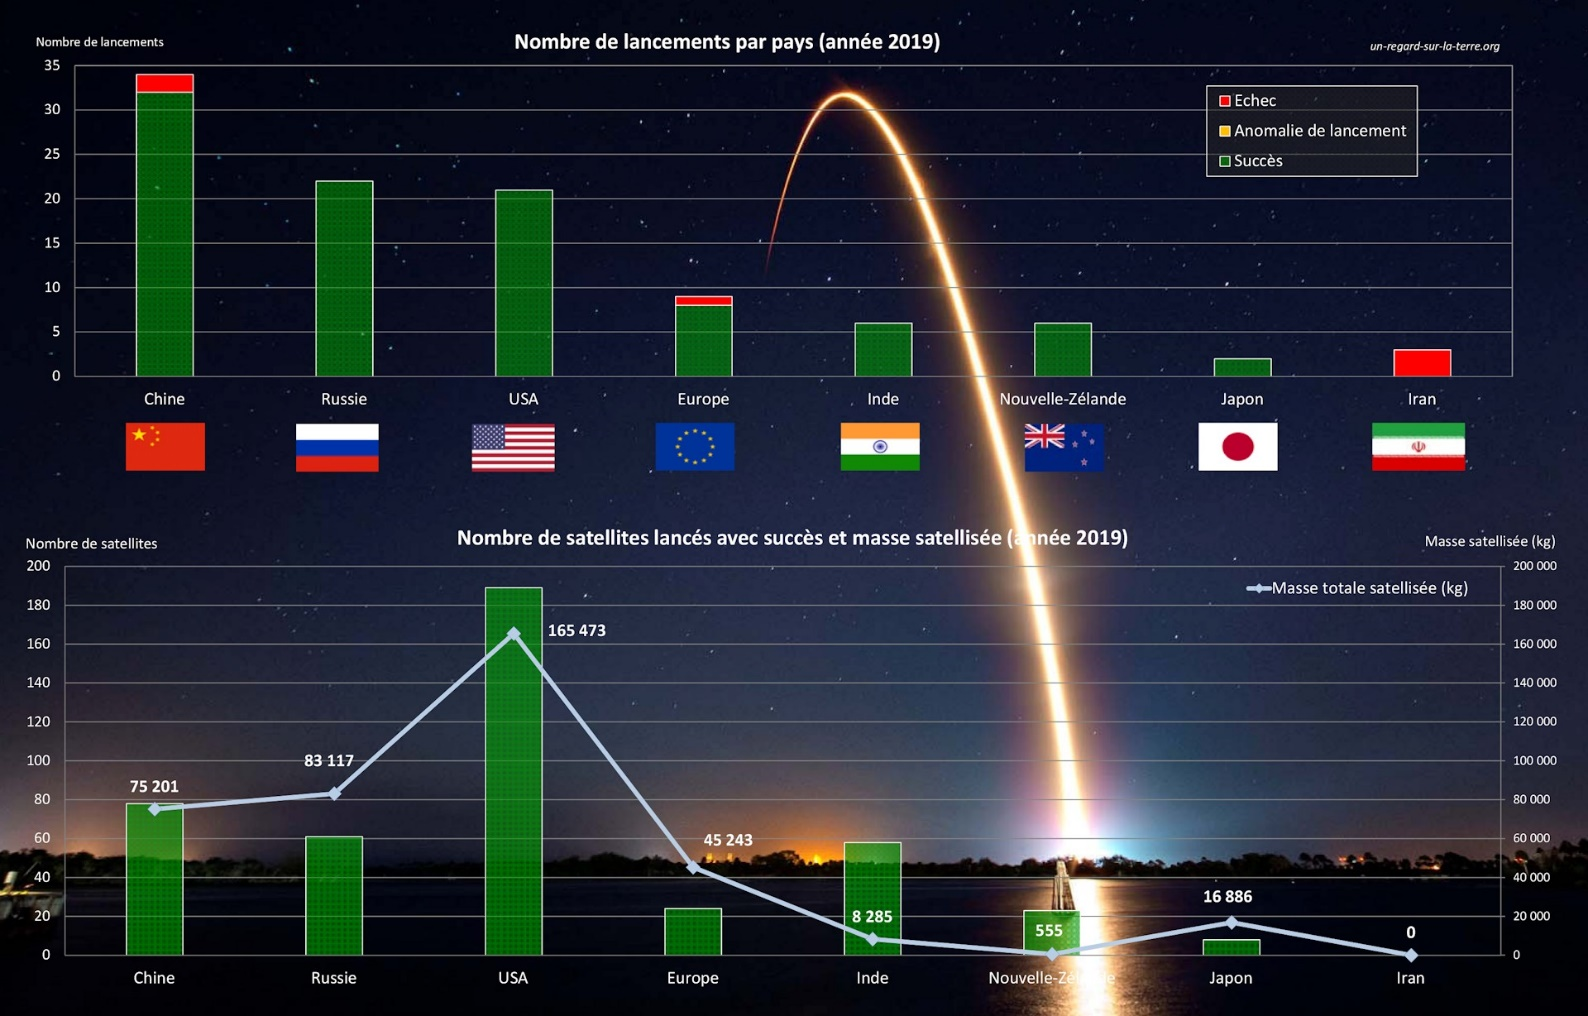 Nombre de lancements
Nombre de lancements par pays (année 2019)
un-regard-sur-la-terre.org
35
30
25
20
15
10
5
0
Echec
Anomalie de lancement
Succès
Chine
Russie
USA
Europe
Inde
Nouvelle-Zélande
Japon
Iran
Nombre de satellites
Nombre de satellites lancés avec succès et masse satellisée (année 2019)
Masse satellisée (kg)
200
180
160
140
120
100
80
60
40
20
0
Masse totale satellisée (kg)
75 201
83 117
165 473
45 243
8 285
555
16 886
0
200 000
180 000
160 000
140 000
120 000
100 000
80 000
60 000
40 000
20 000
0
Chine
Russie
USA
Europe
Inde
Nouvelle-Zélande
Japon
Iran